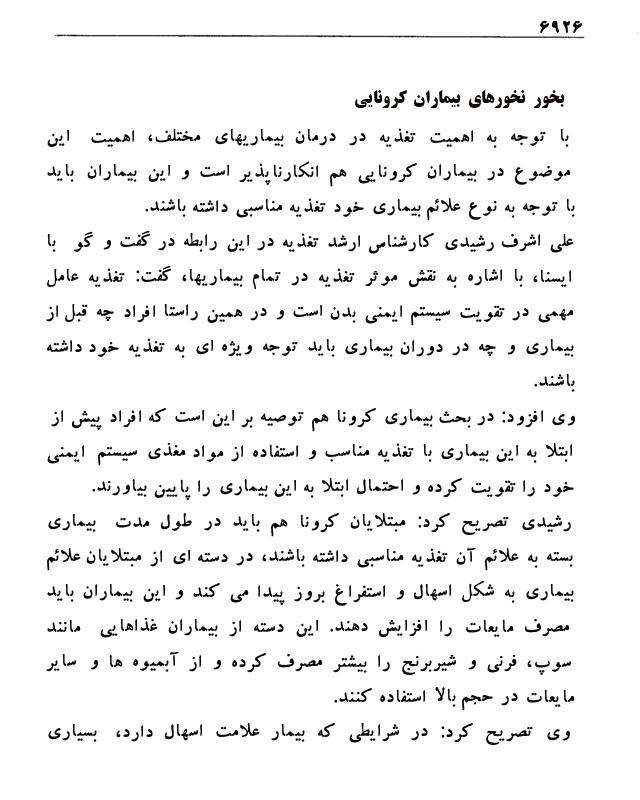 ۶۹۲۶
بخور نخورهای بیماران کرونایی
با توجه به اهمیت تغذیه در درمان بیماریهای مختلف، اهمیت این
موضوع در بیماران کرونایی هم انکارناپذیر است و این بیماران باید
با توجه به نوع علائم بیماری خود تغذیه مناسبی داشته باشند.
علی اشرف رشیدی کارشناس ارشد تغذیه در این رابطه در گفت و گو با
ایسنا، با اشاره به نقش موثر تغذیه در تمام بیماریها، گفت: تغذیه عامل
مهمی در تقویت سیستم ایمنی بدن است و در همین راستا افراد چه قبل از
بیماری و چه در دوران بیماری باید توجه ویژه ای به تغذیه خود داشته
باشند.
وی افزود: در بحث بیماری کرونا هم توصیه بر این است که افراد پیش از
ابتلا به این بیماری با تغذیه مناسب و استفاده از مواد مغذی سیستم ایمنی
خود را تقویت کرده و احتمال ابتلا به این بیماری را پایین بیاورند.
رشیدی تصریح کرد: مبتلایان کرونا هم باید در طول مدت بیماری
بسته به علائم آن تغذیه مناسبی داشته باشند، در دسته ای از مبتلایان علائم
بیماری به شکل اسهال و استفراغ بروز پیدا می کند و این بیماران باید
مصرف مایعات را افزایش دهند. این دسته از بیماران غذاهایی مانند
سوپ، فرنی و شیربرنج را بیشتر مصرف کرده و از آبمیوه ها و سایر
مایعات در حجم بالا استفاده کنند.
وی تصریح کرد: در شرایطی که بیمار علامت اسهال دارد، بسیاری